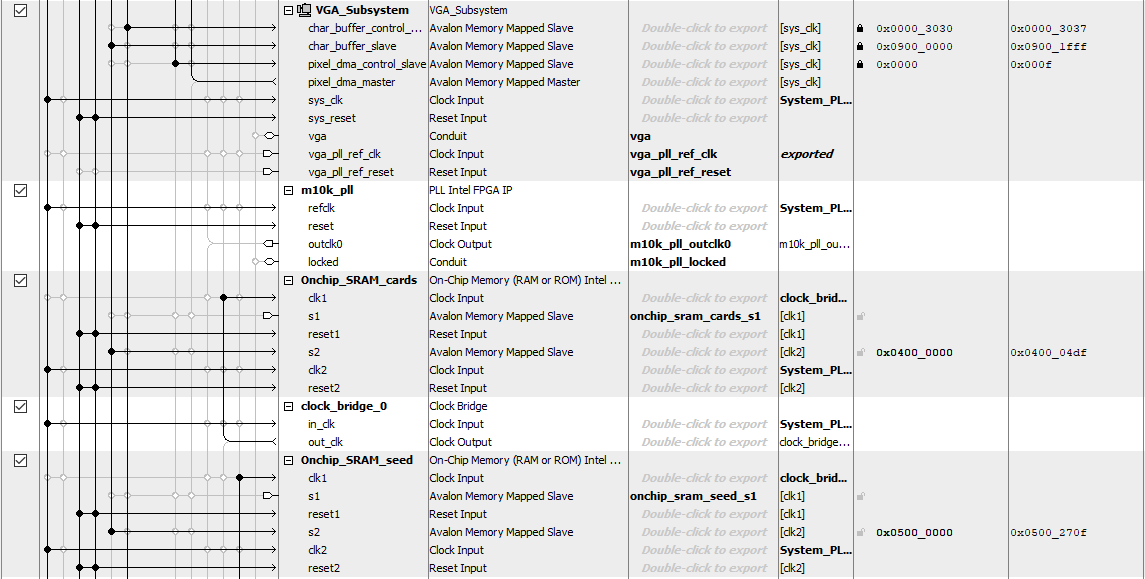 VGA_Subsystem VGA_Subsystem
char_buffer_control_... Avalon Memory Mapped Slave Double-click to export [sys_clk] 0x0000_3030 0x0000_3037
char_buffer_slave Avalon Memory Mapped Slave Double-click to export [sys_clk] 0x0900_0000 0x0900_1fff
pixel_dma_control_slave Avalon Memory Mapped Slave Double-click to export [sys_clk] 0x0000 0x000f
pixel_dma_master Avalon Memory Mapped Master Double-click to export [sys_clk]
sys_clk Clock Input Double-click to export System_PL...
sys_reset Reset Input Double-click to export
vga Conduit vga
vga_pll_ref_clk Clock Input vga_pll_ref_clk exported
vga_pll_ref_reset Reset Input vga_pll_ref_reset
m10k_pll PLL Intel FPGA IP
refclk Clock Input Double-click to export System_PL...
reset Reset Input Double-click to export
outclk0 Clock Output m10k_pll_outclk0 m10k_pll_ou...
locked Conduit m10k_pll_locked
Onchip_SRAM_cards On-Chip Memory (RAM or ROM) Intel ...
clk1 Clock Input Double-click to export clock_brid...
s1 Avalon Memory Mapped Slave onchip_sram_cards_s1 [clk1]
reset1 Reset Input Double-click to export [clk1]
s2 Avalon Memory Mapped Slave Double-click to export [clk2] 0x0400_0000 0x0400_04df
clk2 Clock Input Double-click to export System_PL...
reset2 Reset Input Double-click to export [clk2]
clock_bridge_0 Clock Bridge
in_clk Clock Input Double-click to export System_PL...
out_clk Clock Output Double-click to export clock_bridge...
Onchip_SRAM_seed On-Chip Memory (RAM or ROM) Intel ...
clk1 Clock Input Double-click to export clock_brid...
s1 Avalon Memory Mapped Slave onchip_sram_seed_s1 [clk1]
reset1 Reset Input Double-click to export [clk1]
s2 Avalon Memory Mapped Slave Double-click to export [clk2] 0x0500_0000 0x0500_270f
clk2 Clock Input Double-click to export System_PL...
reset2 Reset Input Double-click to export [clk2]